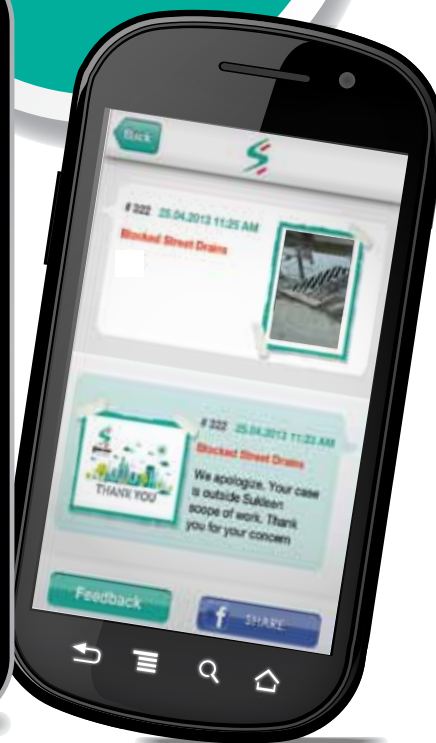 Back
# 322 25.04.2013 11:25 AM
Blocked Street Drains
# 322 25.04.2013 11:33 AM
Blocked Street Drains
We apologize. Your case
is outside Sukleen
scope of work. Thank
you for your concern
THANK YOU
Feedback
f SHARE